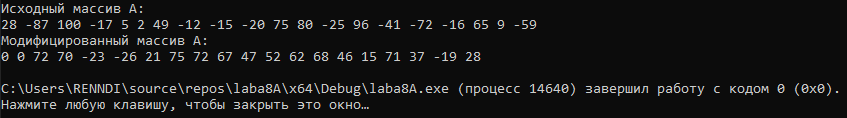 Исходный массив A:
28 -87 100 -17 5 2 49 -12 -15 -20 75 80 -25 96 -41 -72 -16 65 9 -59
Модифицированный массив A:
0 0 72 70 -23 -26 21 75 72 67 47 52 62 68 46 15 71 37 -19 28
C:\Users\RENNDI\source\repos\laba8A\x64\Debug\laba8A.exe (процесс 14640) завершил работу с кодом 0 (0x0).
Нажмите любую клавишу, чтобы закрыть это окно…